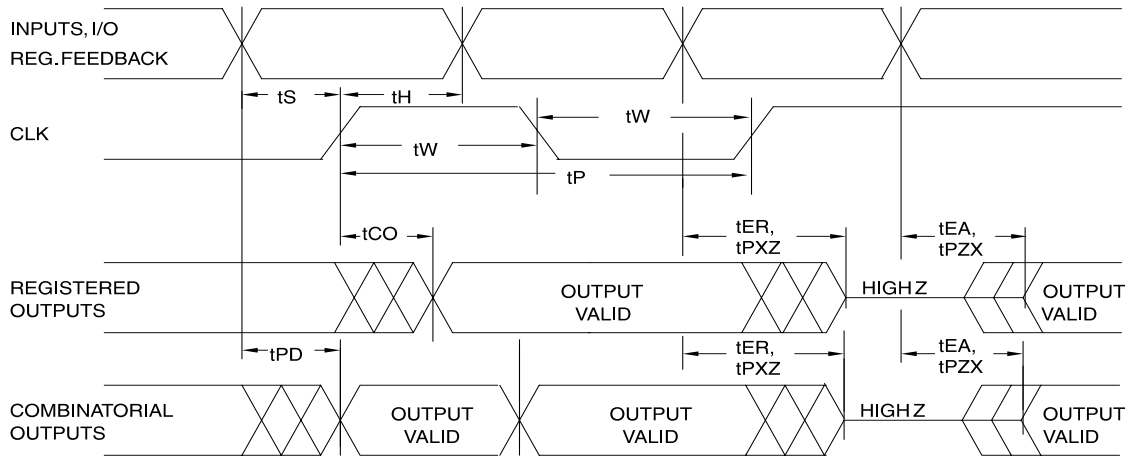 INPUTS, I/O
REG. FEEDBACK
tS
tH
CLK
tW
tW
tP
tCO
tER,
tPXZ
tEA,
tPZX
REGISTERED
OUTPUTS
OUTPUT
VALID
HIGH Z
OUTPUT
VALID
tPD
tER,
tPXZ
tEA,
tPZX
COMBINATORIAL
OUTPUTS
OUTPUT
VALID
OUTPUT
VALID
HIGH Z
OUTPUT
VALID